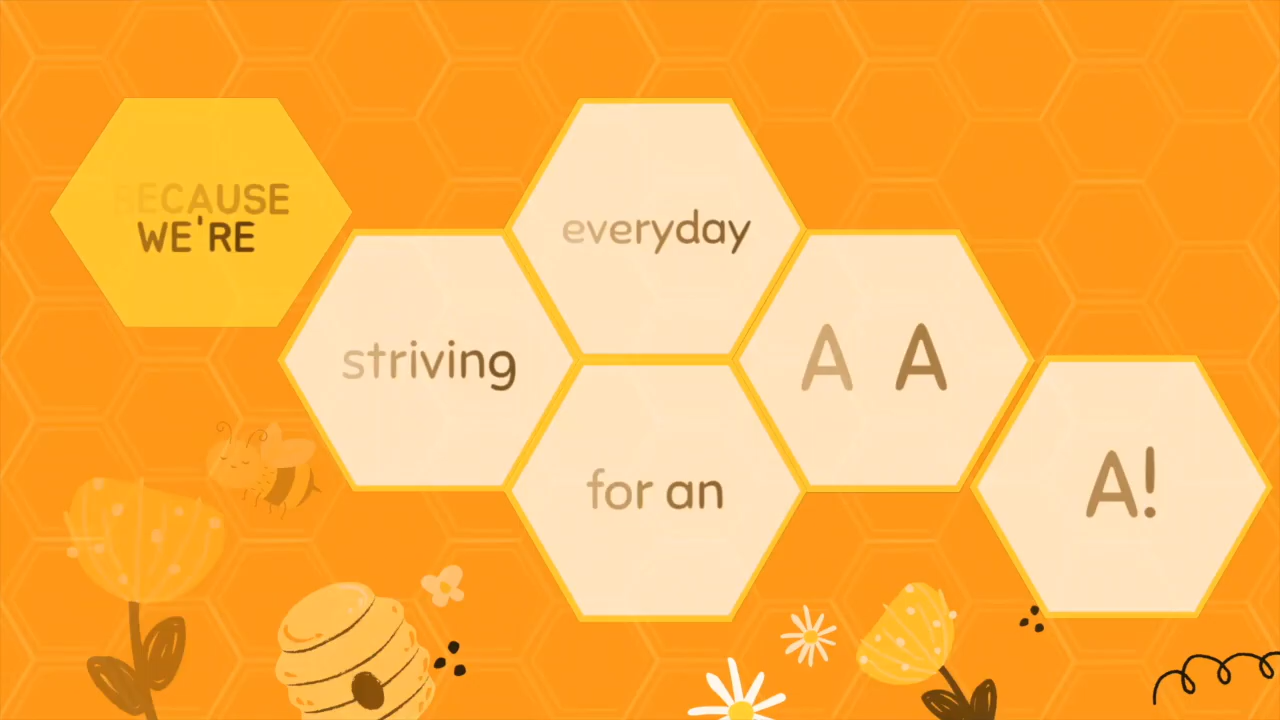 BECAUSE
WE'RE
striving
everyday
for an
A A
A!